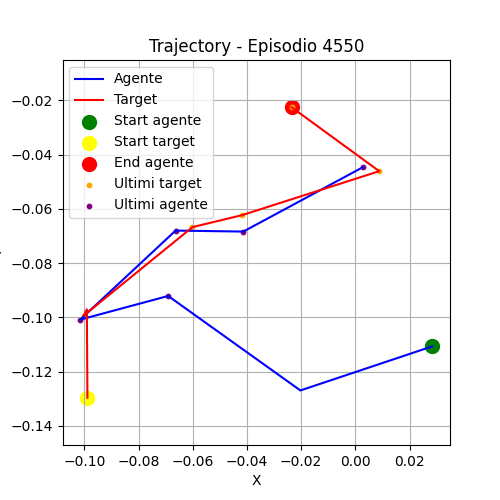 Trajectory - Episodio 4550
Agente
Target
Start agente
Start target
End agente
Ultimi target
Ultimi agente
−0.02
−0.04
−0.06
−0.08
−0.10
−0.12
−0.14
−0.10 −0.08 −0.06 −0.04 −0.02 0.00 0.02
X